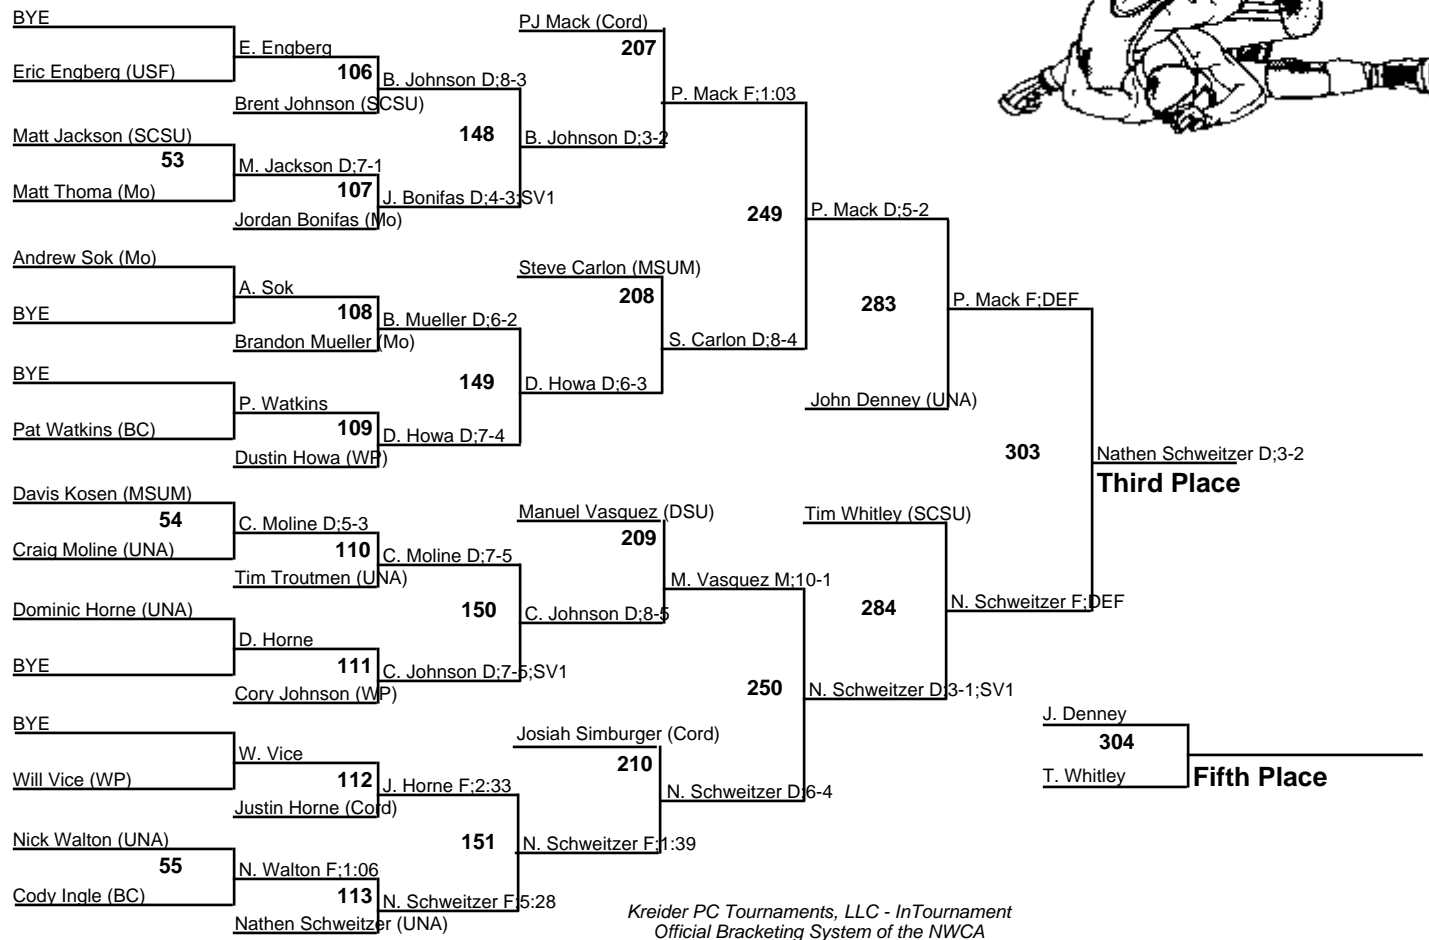 BYE
Eric Engberg (USF)
E. Engberg
106
Brent Johnson (SCSU)
B. Johnson D;8-3
Matt Jackson (SCSU)
53
Matt Thoma (Mo)
M. Jackson D;7-1
107
Jordan Bonifas (Mo)
J. Bonifas D;4-3;SV1
148
B. Johnson D;3-2
PJ Mack (Cord)
207
P. Mack F;1:03
Andrew Sok (Mo)
BYE
A. Sok
108
Brandon Mueller (Mo)
B. Mueller D;6-2
BYE
Pat Watkins (BC)
P. Watkins
109
Dustin Howa (WP)
D. Howa D;7-4
149
D. Howa D;6-3
Steve Carlon (MSUM)
208
S. Carlon D;8-4
249
P. Mack D;5-2
283
John Denney (UNA)
P. Mack F;DEF
Davis Kosen (MSUM)
54
Craig Moline (UNA)
C. Moline D;5-3
110
Tim Troutmen (UNA)
C. Moline D;7-5
Dominic Horne (UNA)
BYE
D. Horne
111
Cory Johnson (WP)
C. Johnson D;7-5;SV1
150
C. Johnson D;8-5
Manuel Vasquez (DSU)
209
M. Vasquez M;10-1
BYE
Will Vice (WP)
W. Vice
112
Justin Horne (Cord)
J. Horne F;2:33
Nick Walton (UNA)
55
Cody Ingle (BC)
N. Walton F;1:06
113
Nathen Schweitzer (UNA)
N. Schweitzer F;5:28
151
N. Schweitzer F;1:39
Josiah Simburger (Cord)
210
N. Schweitzer D;6-4
250
N. Schweitzer D;3-1;SV1
Tim Whitley (SCSU)
284
N. Schweitzer F;DEF
303
Nathen Schweitzer D;3-2
Third Place
J. Denney
304
T. Whitley
Fifth Place
Kreider PC Tournaments, LLC - InTournament
Official Bracketing System of the NWCA